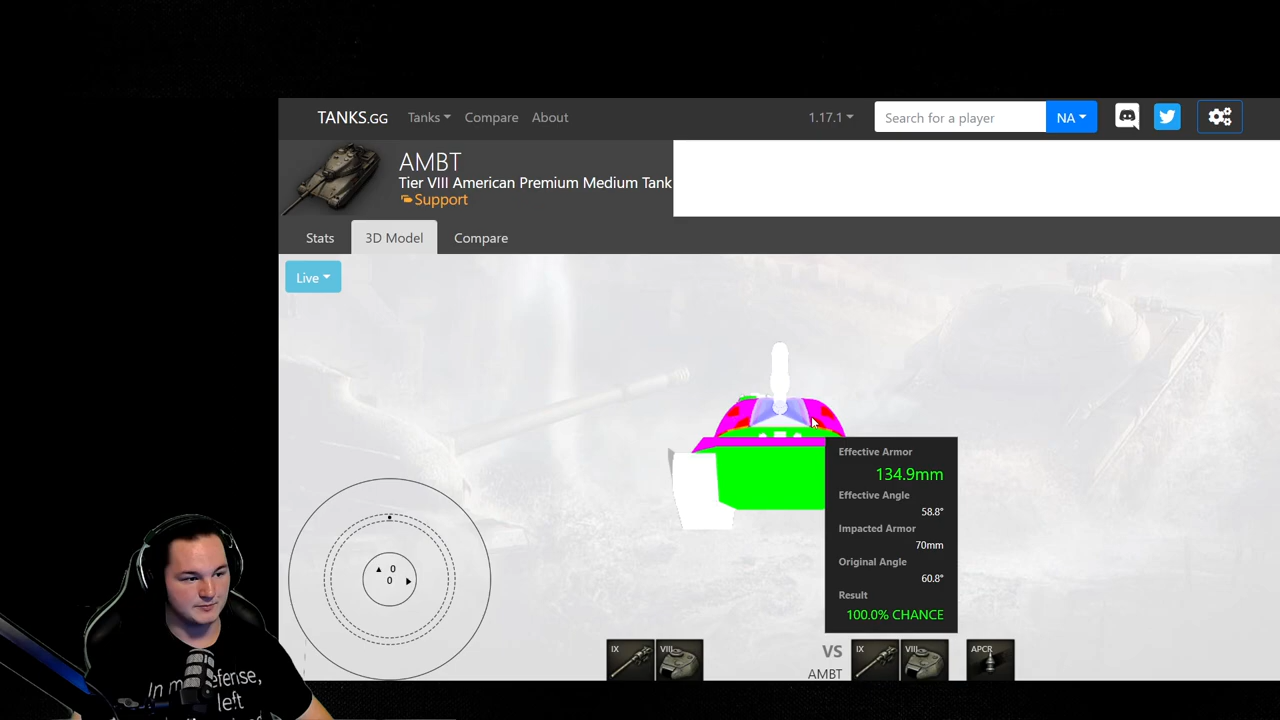 TANKS.GG Tanks Compare About 1.17.1 Search for a player NA
AMBT
Tier VIII American Premium Medium Tank
Support
Stats 3D Model Compare
Live
Effective Armor
134.9mm
Effective Angle
58.8°
Impacted Armor
70mm
Original Angle
60.8°
Result
100.0% CHANCE
0
0
IX VIII VS IX VIII APCR
AMBT
In my defense,
left